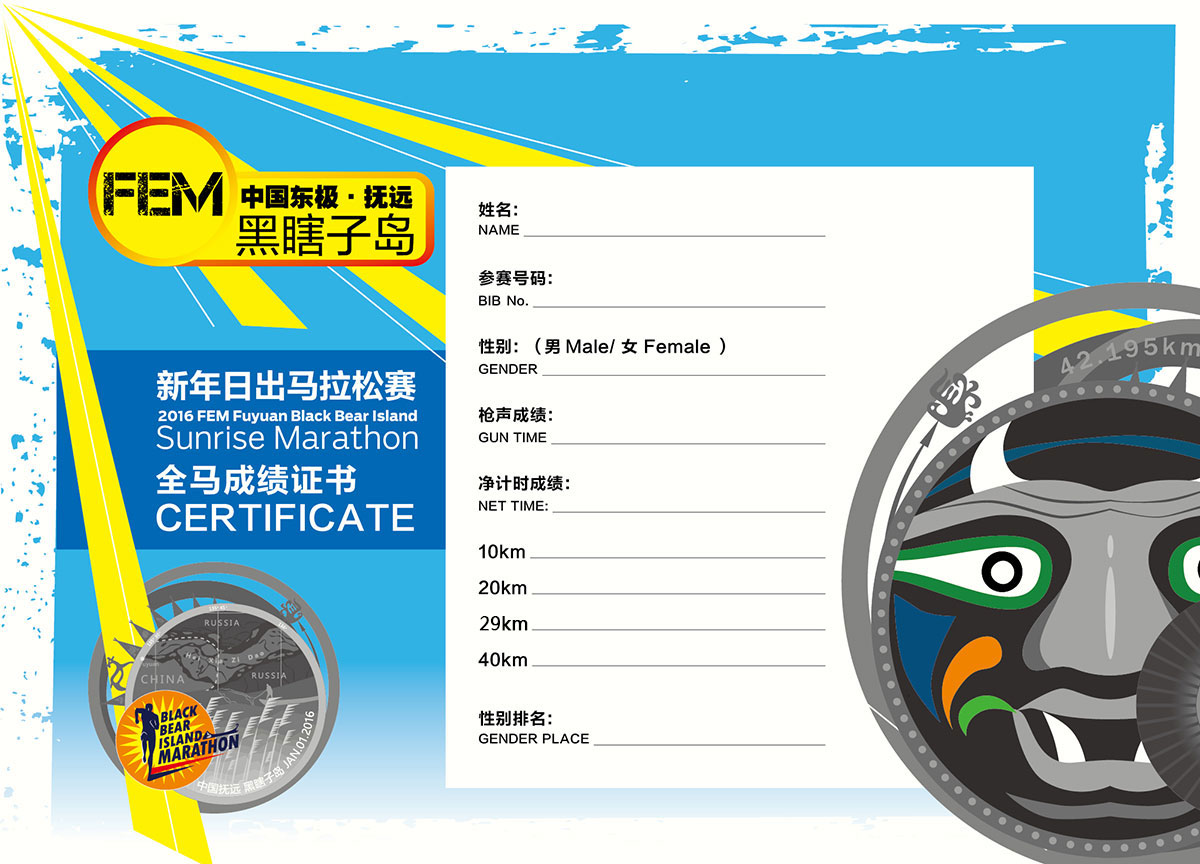 FEM
中国东极·抚远
黑瞎子岛
新年日出马拉松赛
2016 FEM Fuyuan Black Bear Island
Sunrise Marathon
全马成绩证书
CERTIFICATE
姓名:
NAME
参赛号码:
BIB No.
性别:(男 Male/ 女 Female )
GENDER
枪声成绩:
GUN TIME
净计时成绩:
NET TIME:
10km
20km
29km
40km
性别排名:
GENDER PLACE
42.195km
RUSSIA
Hei Xia Zi Dao
CHINA
RUSSIA
BLACK
BEAR
ISLAND
MARATHON
中国抚远 黑瞎子岛 JAN.01.2016